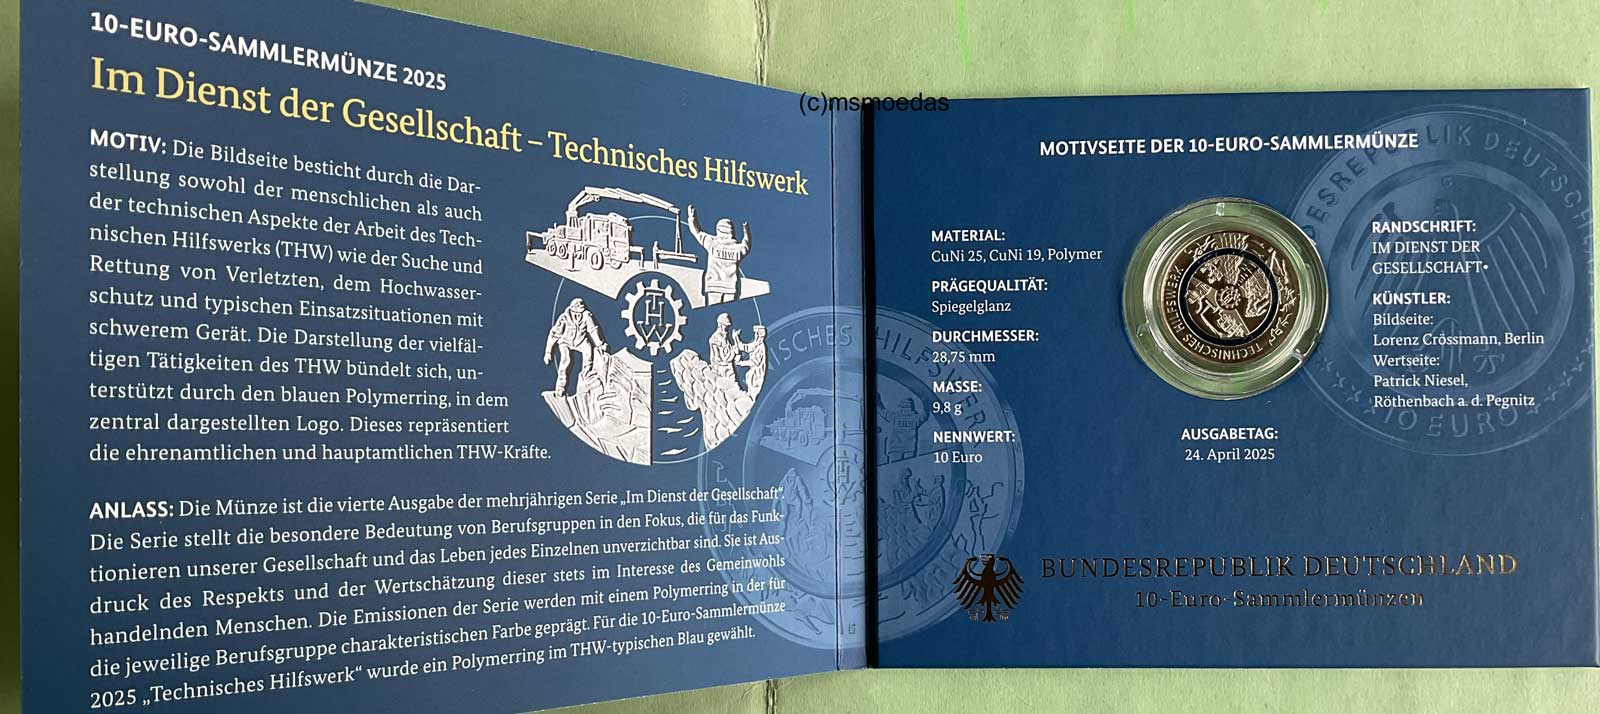 10-EURO-SAMMLERMÜNZE 2025
Im Dienst der Gesellschaft – Technisches Hilfswerk
MOTIV: Die Bildseite besticht durch die Dar-
stellung sowohl der menschlichen als auch
der technischen Aspekte der Arbeit des Tech-
nischen Hilfswerks (THW) wie der Suche und
Rettung von Verletzten, dem Hochwasser-
schutz und typischen Einsatzsituationen mit
schwerem Gerät. Die Darstellung der vielfäl-
tigen Tätigkeiten des THW bündelt sich, un-
terstützt durch den blauen Polymerring, in dem
zentral dargestellten Logo. Dieses repräsentiert
die ehrenamtlichen und hauptamtlichen THW-Kräfte.
THW
THW
ANLASS: Die Münze ist die vierte Ausgabe der mehrjährigen Serie „Im Dienst der Gesellschaft“.
Die Serie stellt die besondere Bedeutung von Berufsgruppen in den Fokus, die für das Funk-
tionieren unserer Gesellschaft und das Leben jedes Einzelnen unverzichtbar sind. Sie ist Aus-
druck des Respekts und der Wertschätzung dieser stets im Interesse des Gemeinwohls
handelnden Menschen. Die Emissionen der Serie werden mit einem Polymerring in der für
die jeweilige Berufsgruppe charakteristischen Farbe geprägt. Für die 10-Euro-Sammlermünze
2025 „Technisches Hilfswerk“ wurde ein Polymerring im THW-typischen Blau gewählt.
(c)msmoedas
MOTIVSEITE DER 10-EURO-SAMMLERMÜNZE
MATERIAL:
CuNi 25, CuNi 19, Polymer
PRÄGEQUALITÄT:
Spiegelglanz
DURCHMESSER:
28,75 mm
MASSE:
9,8 g
NENNWERT:
10 Euro
TECHNISCHES HILFSWERK
AUSGABETAG:
24. April 2025
RANDSCHRIFT:
IM DIENST DER
GESELLSCHAFT•
KÜNSTLER:
Bildseite:
Lorenz Crössmann, Berlin
Wertseite:
Patrick Niesel,
Röthenbach a. d. Pegnitz
BUNDESREPUBLIK DEUTSCHLAND
10-Euro-Sammlermünzen